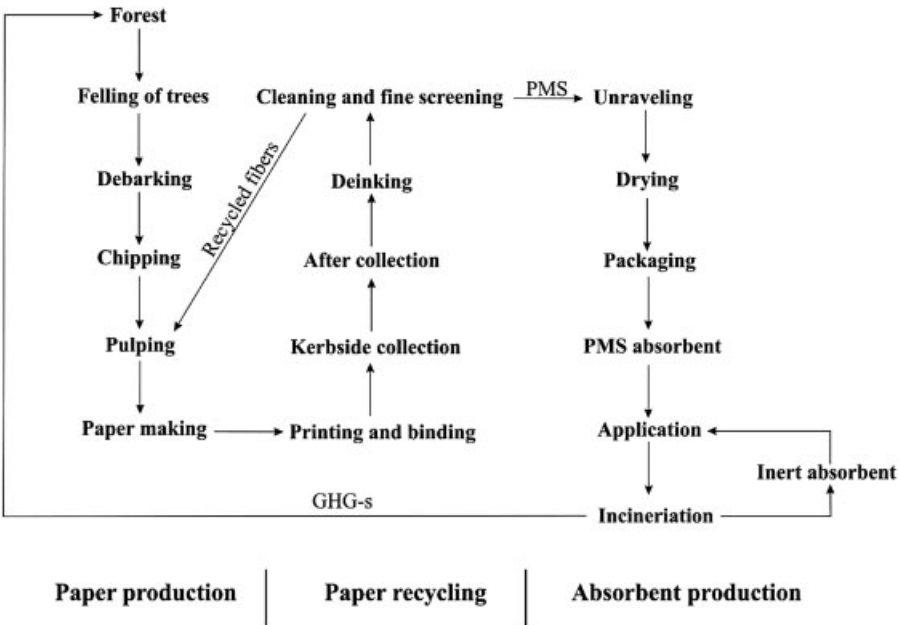 Forest
Felling of trees
Debarking
Chipping
Pulping
Paper making
Recycled fibers
Cleaning and fine screening
Deinking
After collection
Kerbside collection
Printing and binding
PMS
Unraveling
Drying
Packaging
PMS absorbent
Application
Inert absorbent
Incineriation
GHG-s
Paper production
Paper recycling
Absorbent production